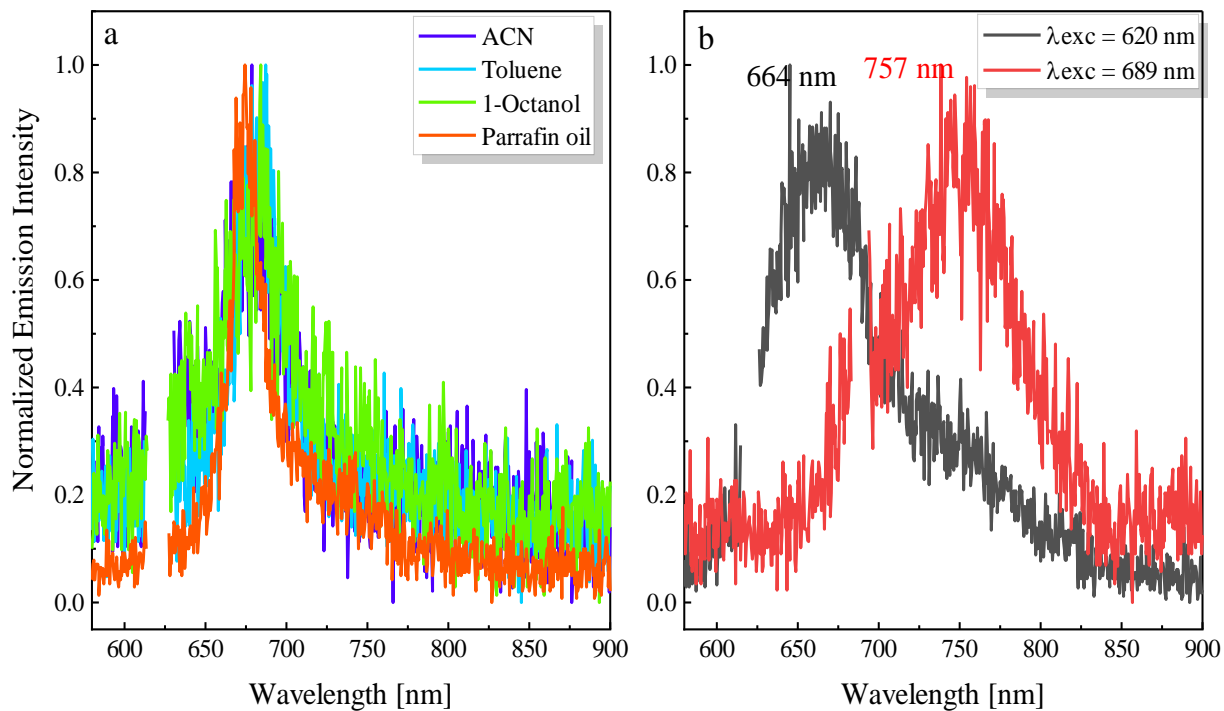 a
ACN
Toluene
1-Octanol
Parrafin oil
Normalized Emission Intensity
1.0
0.8
0.6
0.4
0.2
0.0
600 650 700 750 800 850 900
Wavelength [nm]
b
λexc = 620 nm
λexc = 689 nm
664 nm
757 nm
1.0
0.8
0.6
0.4
0.2
0.0
600 650 700 750 800 850 900
Wavelength [nm]